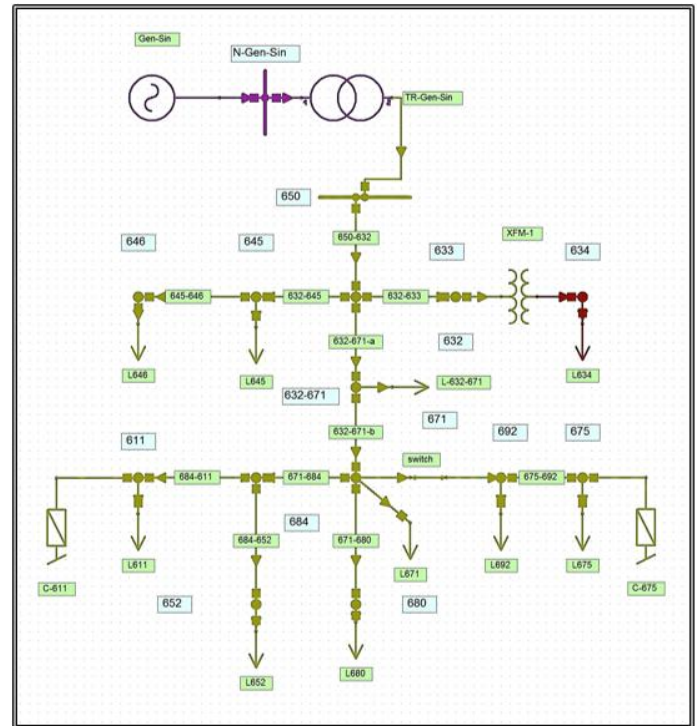 Gen-Sin
N-Gen-Sin
TR-Gen-Sin
650
650-632
XFM-1
646
645
633
634
645-646
632-645
632-633
632-671-a
632
L646
L645
L634
632-671
L-632-671
671
632-671-b
611
692
675
switch
684-611
671-684
675-692
684
684-652
671-680
L611
L671
L692
L675
C-611
C-675
652
680
L652
L680